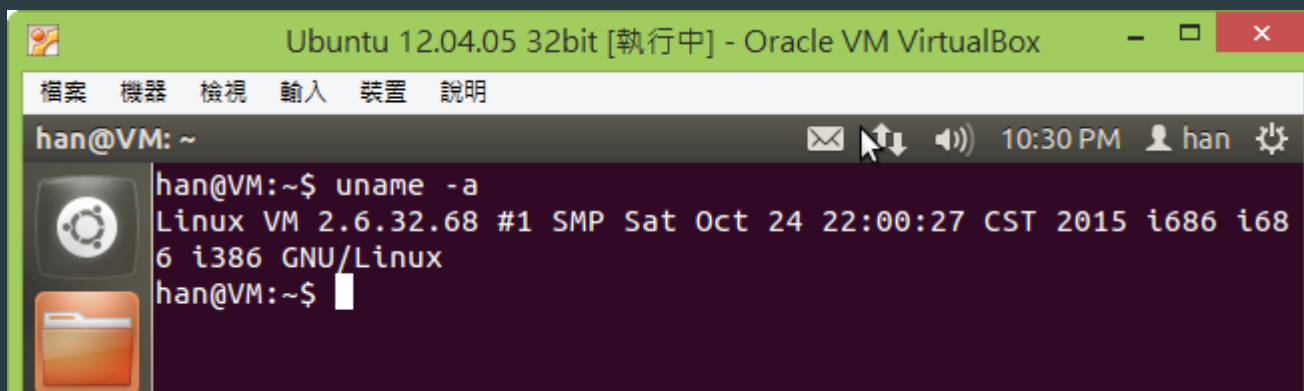 Ubuntu 12.04.05 32bit [執行中] - Oracle VM VirtualBox
檔案 機器 檢視 輸入 裝置 說明
han@VM: ~ 10:30 PM han
han@VM:~$ uname -a
Linux VM 2.6.32.68 #1 SMP Sat Oct 24 22:00:27 CST 2015 i686 i68
6 i386 GNU/Linux
han@VM:~$